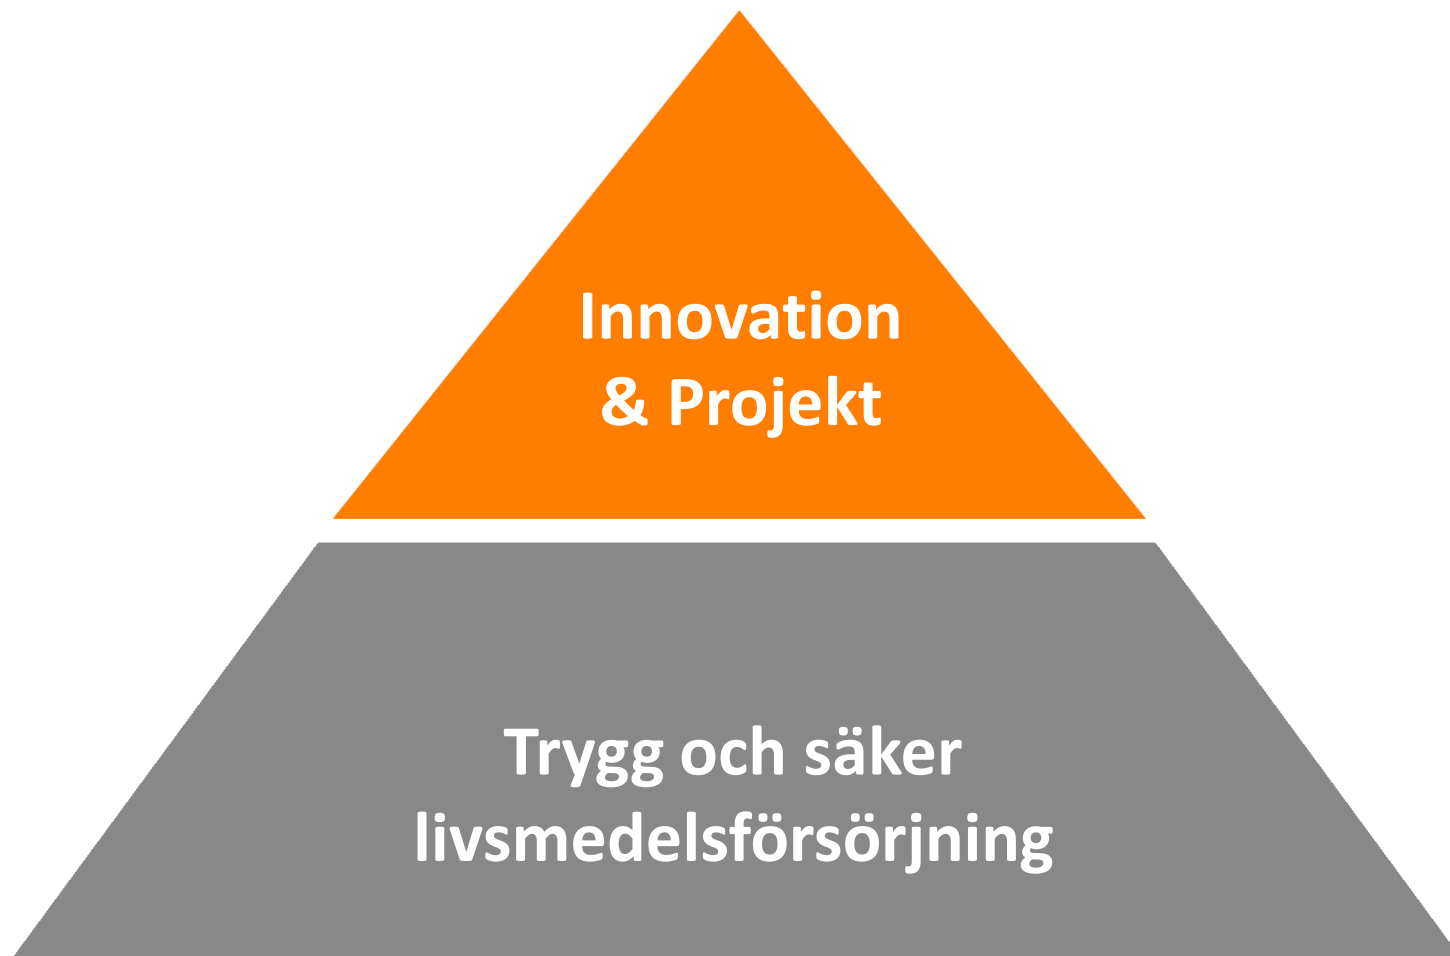 Innovation
& Projekt
Trygg och säker
livsmedelsförsörjning